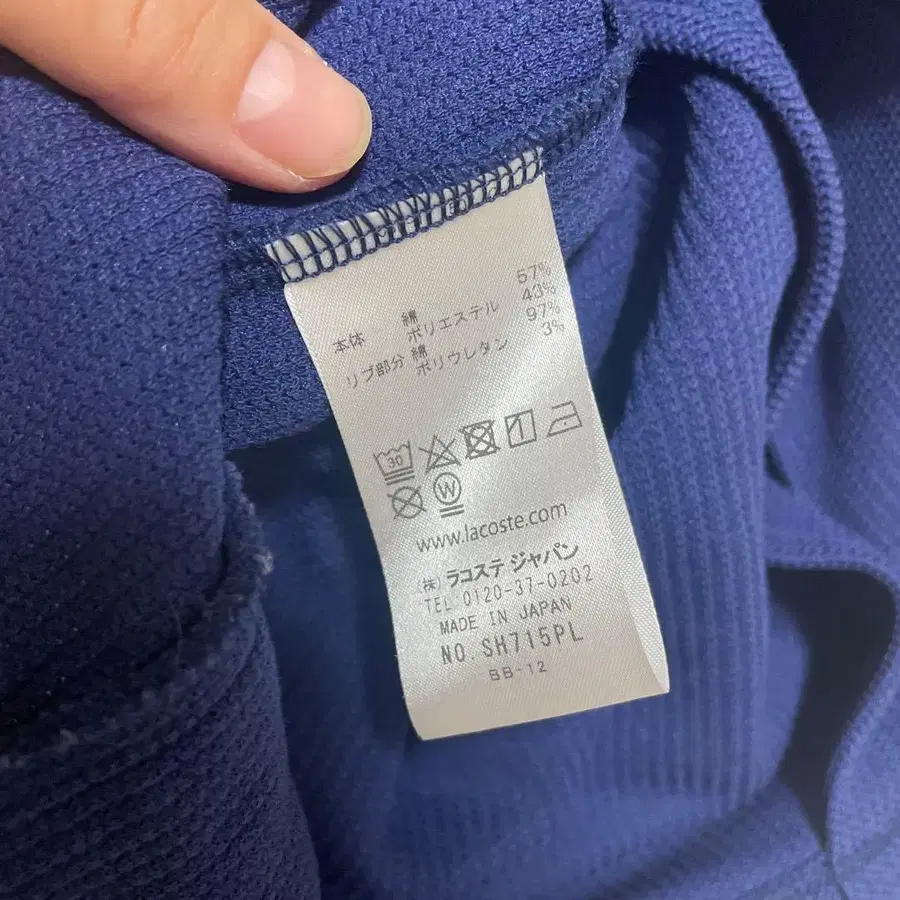 本体 綿 57%
ポリエステル 43%
リブ部分 綿 97%
ポリウレタン 3%
30
W
www.lacoste.com
(株) ラコステ ジャパン
TEL 0120-37-0202
MADE IN JAPAN
NO. SH715PL
BB-12